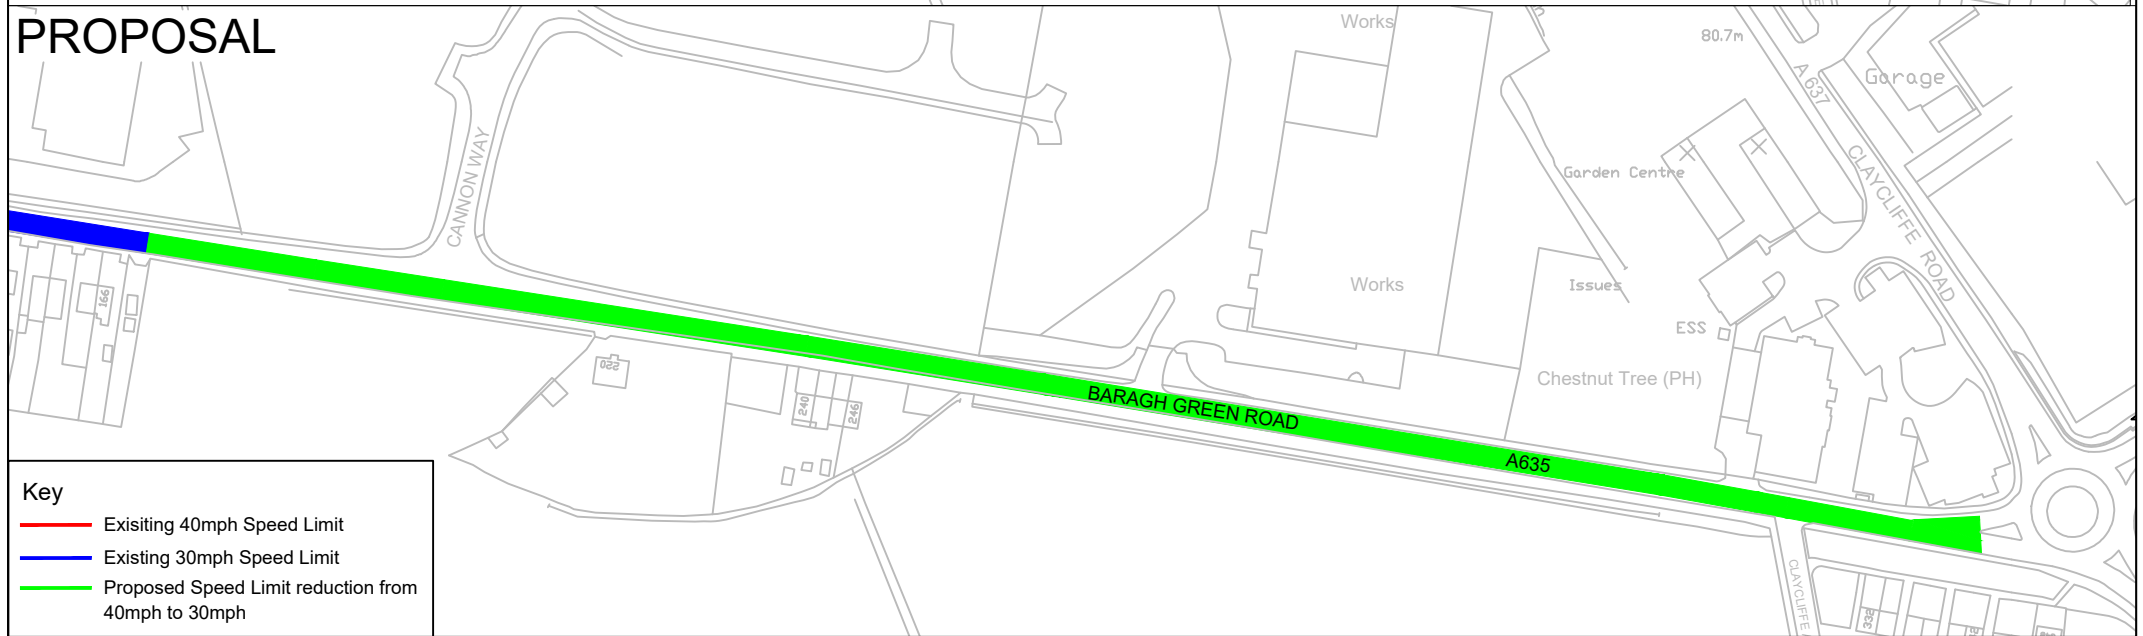 PROPOSAL
Works
80.7m
A 637
Garage
CANNON WAY
CLAYCLIFFE ROAD
Garden Centre
166
Works
Issues
ESS
550
240
246
Chestnut Tree (PH)
BARAGH GREEN ROAD
A635
Key
Exisiting 40mph Speed Limit
Existing 30mph Speed Limit
Proposed Speed Limit reduction from
40mph to 30mph
CLAYCLIFFE
332